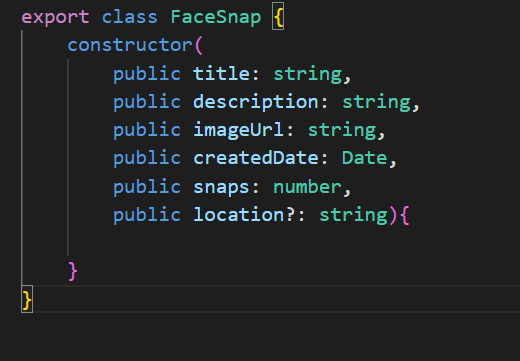 export class FaceSnap {
    constructor(
        public title: string,
        public description: string,
        public imageUrl: string,
        public createdDate: Date,
        public snaps: number,
        public location?: string){
    }
}